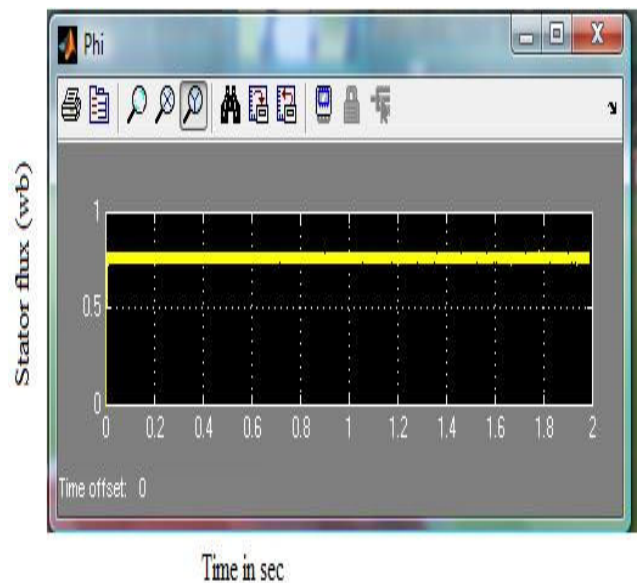 Phi
Stator flux (wb)
1
0.5
0
0 0.2 0.4 0.6 0.8 1 1.2 1.4 1.6 1.8 2
Time offset: 0
Time in sec